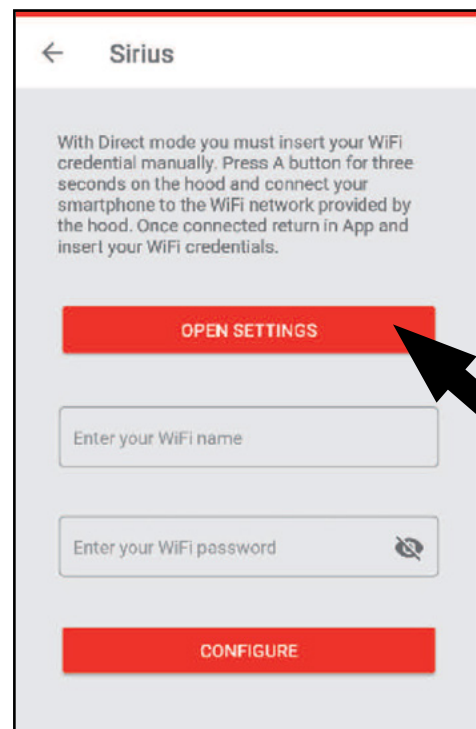 Sirius
With Direct mode you must insert your WiFi
credential manually. Press A button for three
seconds on the hood and connect your
smartphone to the WiFi network provided by
the hood. Once connected return in App and
insert your WiFi credentials.
OPEN SETTINGS
Enter your WiFi name
Enter your WiFi password
CONFIGURE